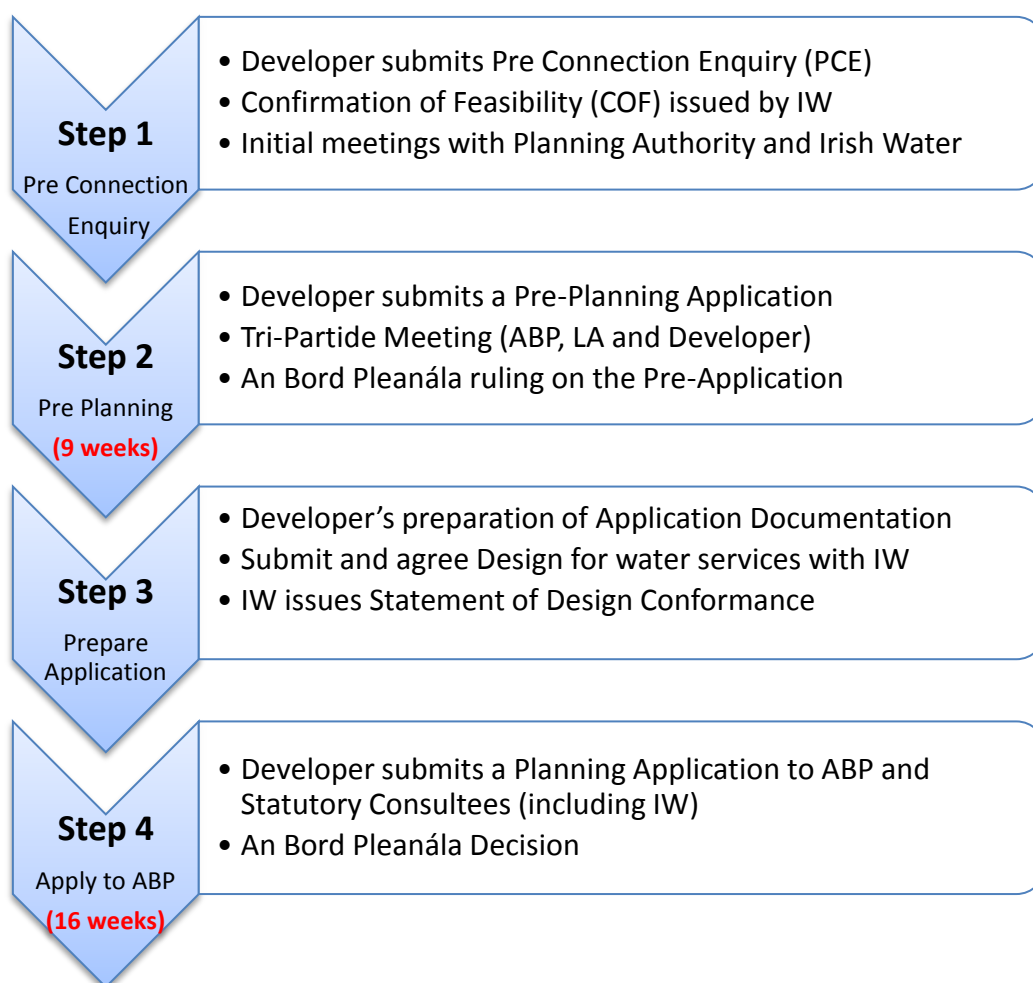 Step 1
Pre Connection
Enquiry
• Developer submits Pre Connection Enquiry (PCE)
• Confirmation of Feasibility (COF) issued by IW
• Initial meetings with Planning Authority and Irish Water
Step 2
Pre Planning
(9 weeks)
• Developer submits a Pre-Planning Application
• Tri-Partide Meeting (ABP, LA and Developer)
• An Bord Pleanála ruling on the Pre-Application
Step 3
Prepare
Application
• Developer’s preparation of Application Documentation
• Submit and agree Design for water services with IW
• IW issues Statement of Design Conformance
Step 4
Apply to ABP
(16 weeks)
• Developer submits a Planning Application to ABP and
Statutory Consultees (including IW)
• An Bord Pleanála Decision